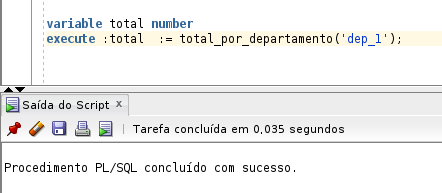 variable total number
execute :total  := total_por_departamento('dep_1');
Saída do Script x
Tarefa concluída em 0,035 segundos
Procedimento PL/SQL concluído com sucesso.